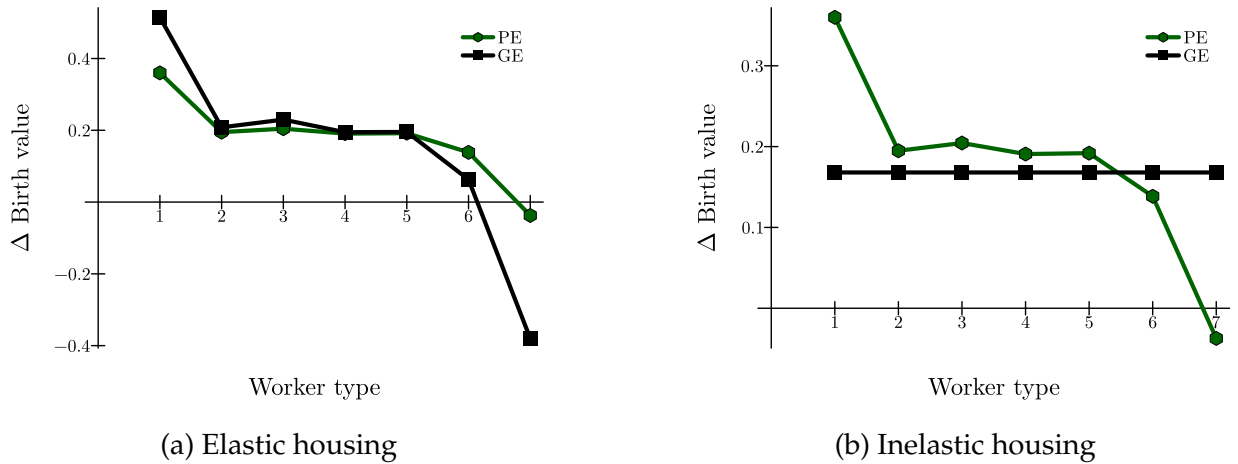 0.4
0.2
−0.2
−0.4
1 2 3 4 5 6
Δ Birth value
Worker type
PE
GE
(a) Elastic housing
0.3
0.2
0.1
1 2 3 4 5 6 7
Δ Birth value
Worker type
PE
GE
(b) Inelastic housing